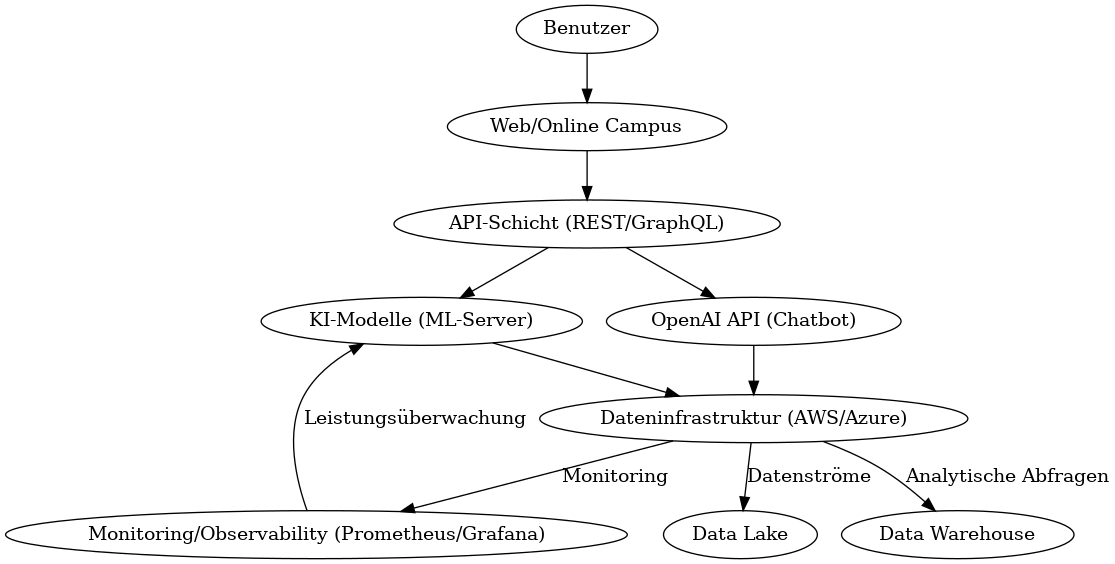 Benutzer
Web/Online Campus
API-Schicht (REST/GraphQL)
KI-Modelle (ML-Server)
OpenAI API (Chatbot)
Leistungsüberwachung
Dateninfrastruktur (AWS/Azure)
Monitoring
Datenströme
Analytische Abfragen
Monitoring/Observability (Prometheus/Grafana)
Data Lake
Data Warehouse